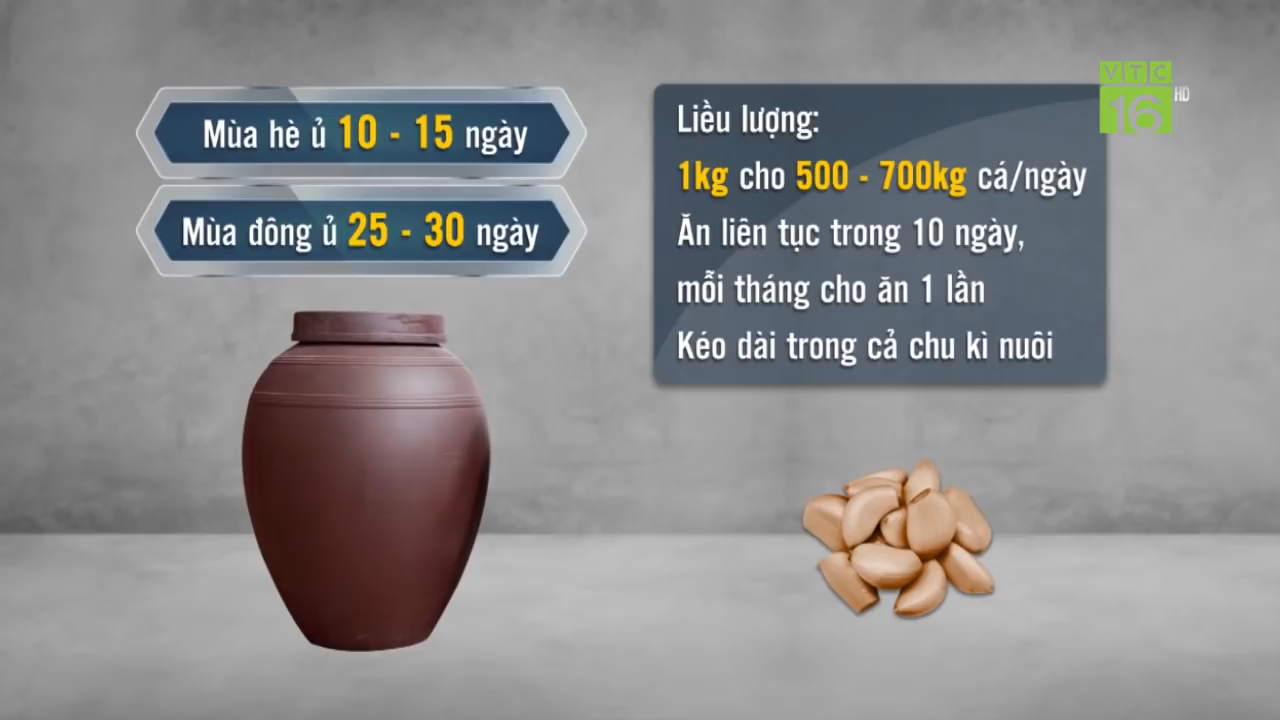 Mùa hè ủ 10 - 15 ngày
Mùa đông ủ 25 - 30 ngày
Liều lượng:
1kg cho 500 - 700kg cá/ngày
Ăn liên tục trong 10 ngày,
mỗi tháng cho ăn 1 lần
Kéo dài trong cả chu kì nuôi
VTC
16 HD